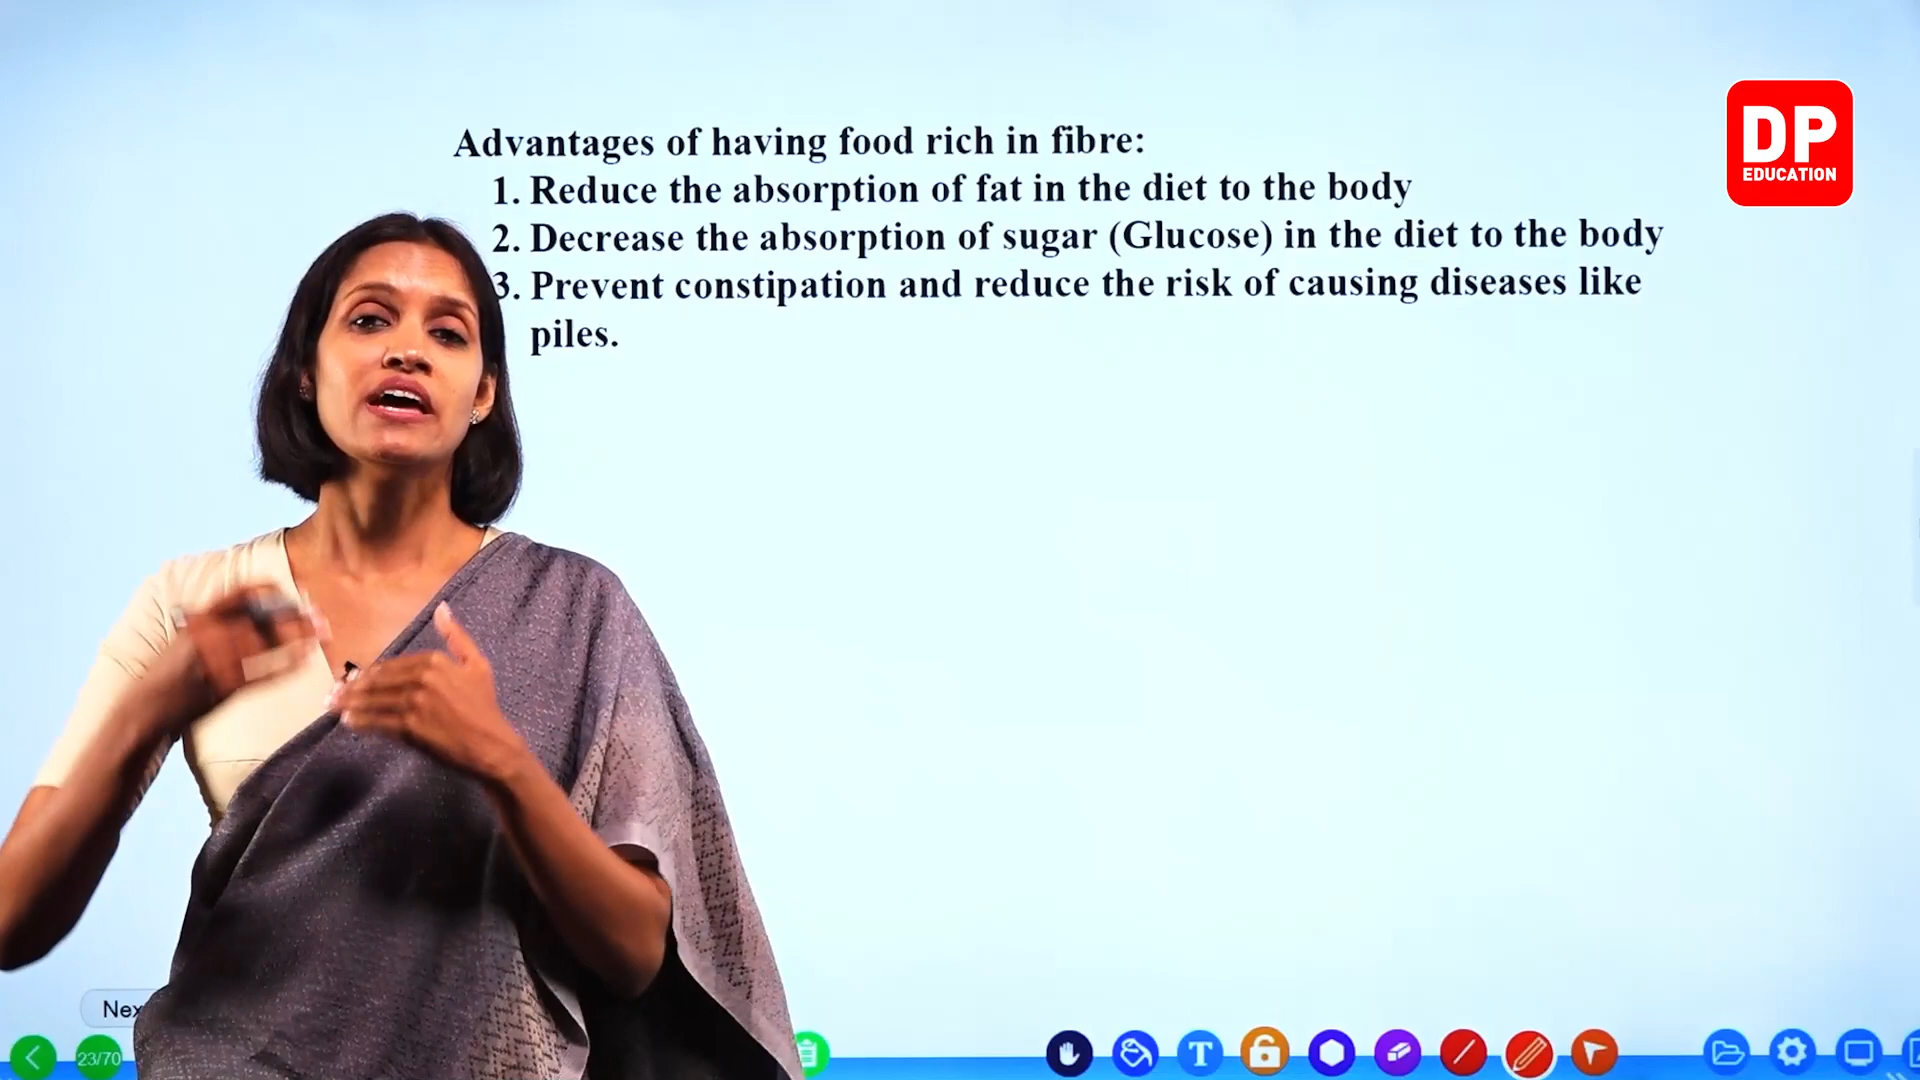 Advantages of having food rich in fibre:
1. Reduce the absorption of fat in the diet to the body
2. Decrease the absorption of sugar (Glucose) in the diet to the body
3. Prevent constipation and reduce the risk of causing diseases like
piles.
DP
EDUCATION
Nex
23/70
T